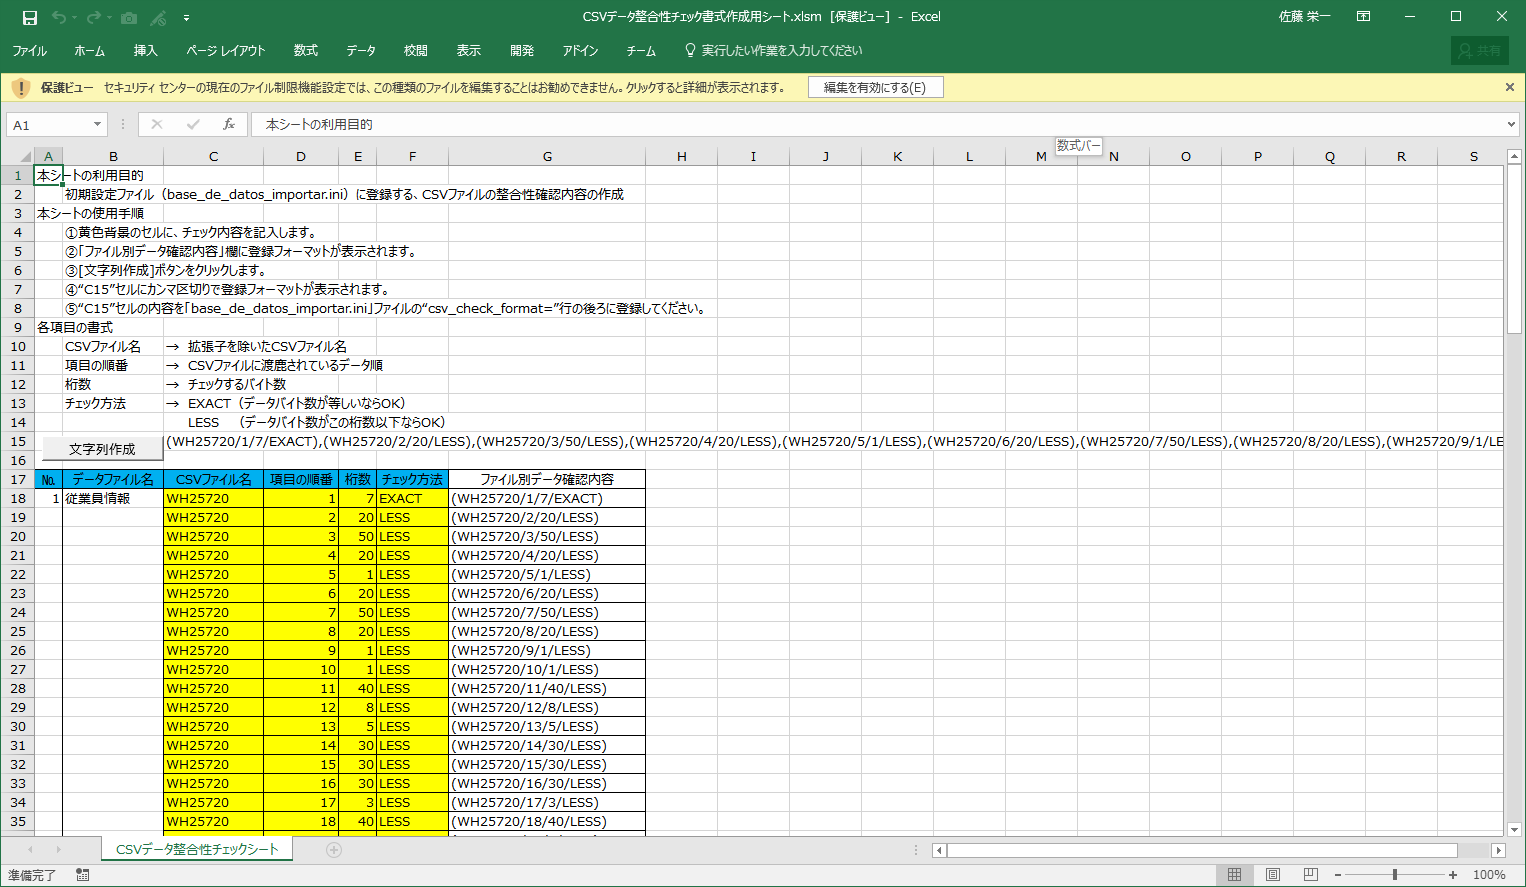 CSVデータ整合性チェック書式作成用シート.xlsm [保護ビュー] - Excel
佐藤 栄一
ファイル ホーム 挿入 ページ レイアウト 数式 データ 校閲 表示 開発 アドイン チーム 実行したい作業を入力してください 共有
保護ビュー セキュリティ センターの現在のファイル制限機能設定では、この種類のファイルを編集することはお勧めできません。クリックすると詳細が表示されます。 編集を有効にする(E)
A1 fx 本シートの利用目的
数式バー
A B C D E F G H I J K L M N O P Q R S
1 本シートの利用目的
2 初期設定ファイル（base_de_datos_importar.ini）に登録する、CSVファイルの整合性確認内容の作成
3 本シートの使用手順
4 ①黄色背景のセルに、チェック内容を記入します。
5 ②「ファイル別データ確認内容」欄に登録フォーマットが表示されます。
6 ③[文字列作成]ボタンをクリックします。
7 ④“C15”セルにカンマ区切りで登録フォーマットが表示されます。
8 ⑤“C15”セルの内容を「base_de_datos_importar.ini」ファイルの“csv_check_format=”行の後ろに登録してください。
9 各項目の書式
10 CSVファイル名 → 拡張子を除いたCSVファイル名
11 項目の順番 → CSVファイルに渡鹿されているデータ順
12 桁数 → チェックするバイト数
13 チェック方法 → EXACT（データバイト数が等しいならOK）
14 LESS （データバイト数がこの桁数以下ならOK）
15 文字列作成 (WH25720/1/7/EXACT),(WH25720/2/20/LESS),(WH25720/3/50/LESS),(WH25720/4/20/LESS),(WH25720/5/1/LESS),(WH25720/6/20/LESS),(WH25720/7/50/LESS),(WH25720/8/20/LESS),(WH25720/9/1/LE
16
17 № データファイル名 CSVファイル名 項目の順番 桁数 チェック方法 ファイル別データ確認内容
18 1 従業員情報 WH25720 1 7 EXACT (WH25720/1/7/EXACT)
19 WH25720 2 20 LESS (WH25720/2/20/LESS)
20 WH25720 3 50 LESS (WH25720/3/50/LESS)
21 WH25720 4 20 LESS (WH25720/4/20/LESS)
22 WH25720 5 1 LESS (WH25720/5/1/LESS)
23 WH25720 6 20 LESS (WH25720/6/20/LESS)
24 WH25720 7 50 LESS (WH25720/7/50/LESS)
25 WH25720 8 20 LESS (WH25720/8/20/LESS)
26 WH25720 9 1 LESS (WH25720/9/1/LESS)
27 WH25720 10 1 LESS (WH25720/10/1/LESS)
28 WH25720 11 40 LESS (WH25720/11/40/LESS)
29 WH25720 12 8 LESS (WH25720/12/8/LESS)
30 WH25720 13 5 LESS (WH25720/13/5/LESS)
31 WH25720 14 30 LESS (WH25720/14/30/LESS)
32 WH25720 15 30 LESS (WH25720/15/30/LESS)
33 WH25720 16 30 LESS (WH25720/16/30/LESS)
34 WH25720 17 3 LESS (WH25720/17/3/LESS)
35 WH25720 18 40 LESS (WH25720/18/40/LESS)
CSVデータ整合性チェックシート
準備完了 100%